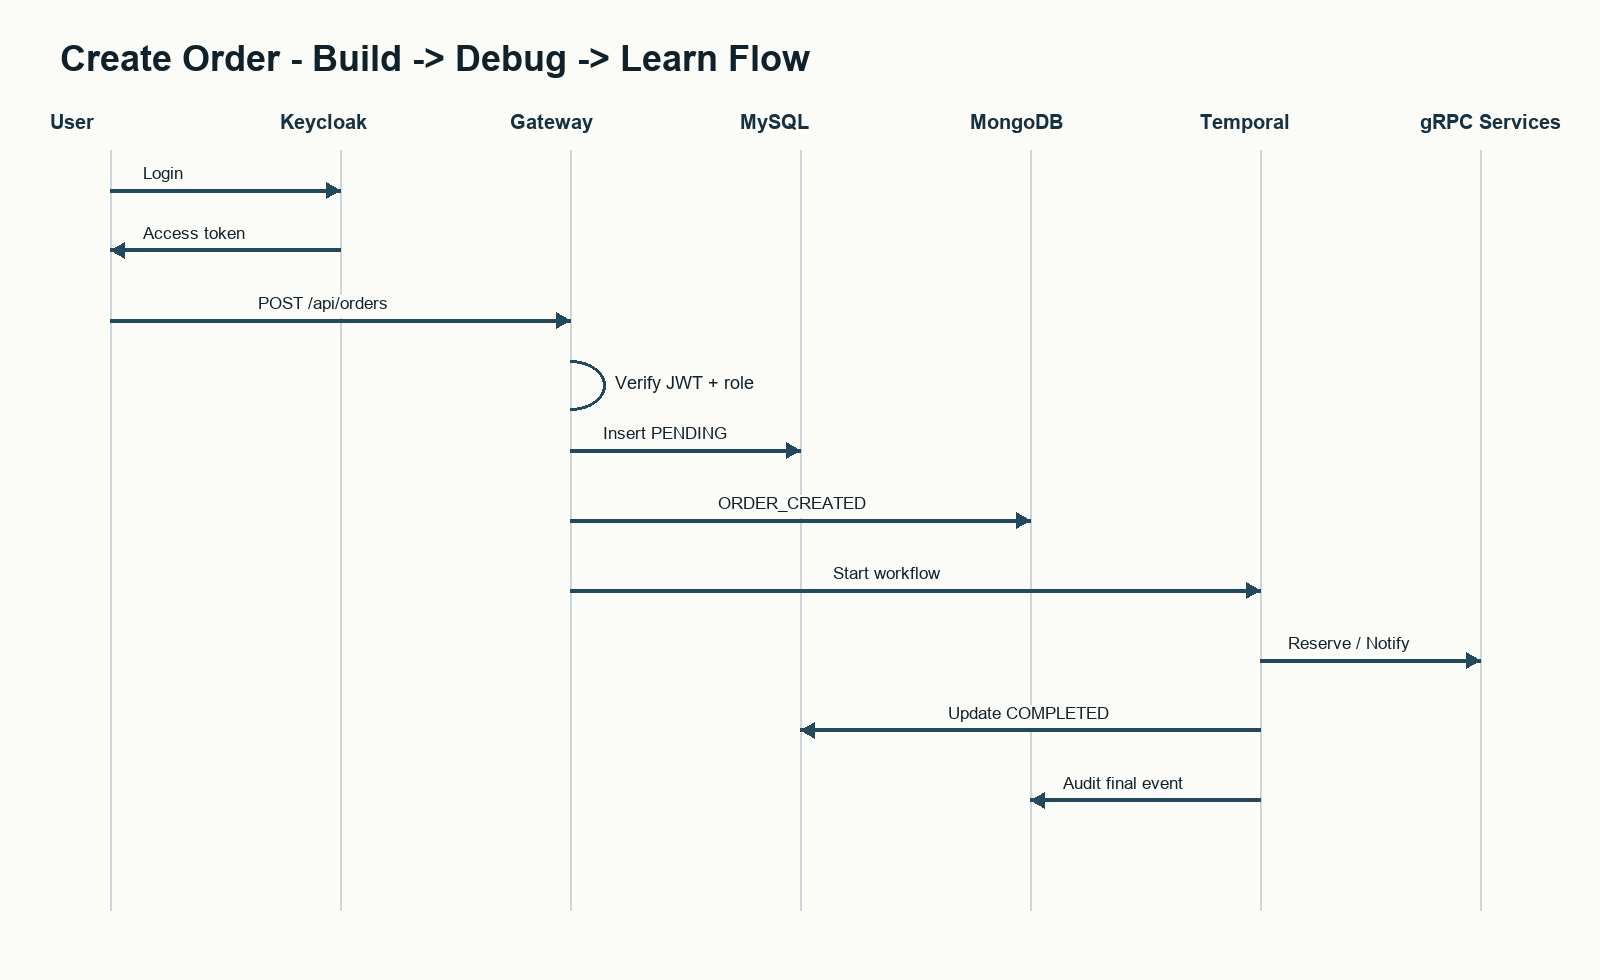 Create Order - Build -> Debug -> Learn Flow
User
Keycloak
Gateway
MySQL
MongoDB
Temporal
gRPC Services
Login
Access token
POST /api/orders
Verify JWT + role
Insert PENDING
ORDER_CREATED
Start workflow
Reserve / Notify
Update COMPLETED
Audit final event